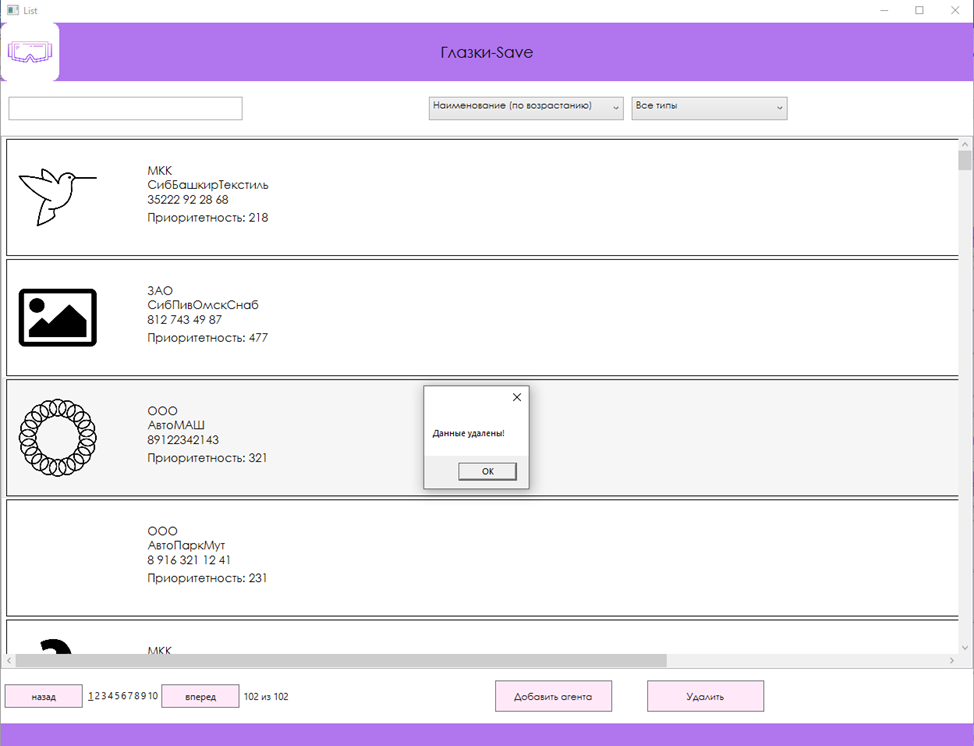 List
Глазки-Save
Наименование (по возрастанию)
Все типы
МКК
СибБашкирТекстиль
35222 92 28 68
Приоритетность: 218
ЗАО
СибПивОмскСнаб
812 743 49 87
Приоритетность: 477
ООО
АвтоМАШ
89122342143
Приоритетность: 321
Данные удалены!
OK
ООО
АвтоПаркМут
8 916 321 12 41
Приоритетность: 231
МКК
назад
12345678910
вперед
102 из 102
Добавить агента
Удалить